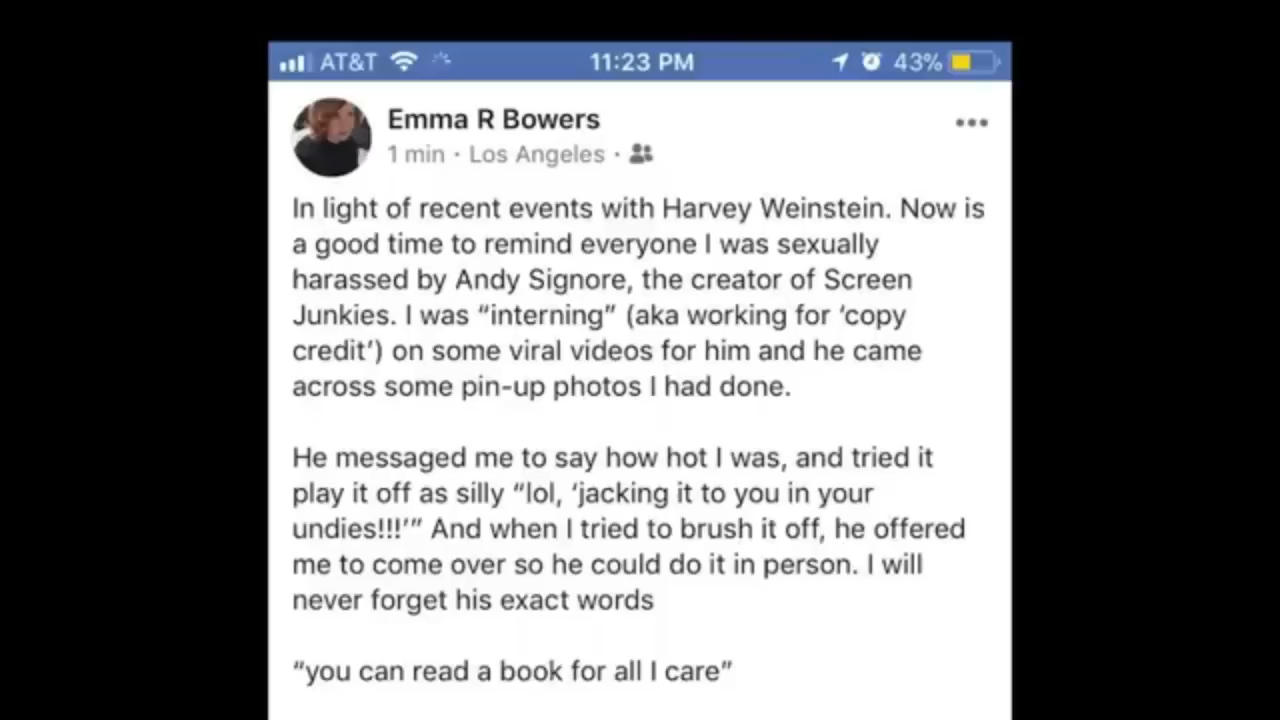 AT&T 11:23 PM 43%
Emma R Bowers
1 min · Los Angeles ·
In light of recent events with Harvey Weinstein. Now is
a good time to remind everyone I was sexually
harassed by Andy Signore, the creator of Screen
Junkies. I was “interning” (aka working for ‘copy
credit’) on some viral videos for him and he came
across some pin-up photos I had done.
He messaged me to say how hot I was, and tried it
play it off as silly “lol, ‘jacking it to you in your
undies!!!’” And when I tried to brush it off, he offered
me to come over so he could do it in person. I will
never forget his exact words
“you can read a book for all I care”